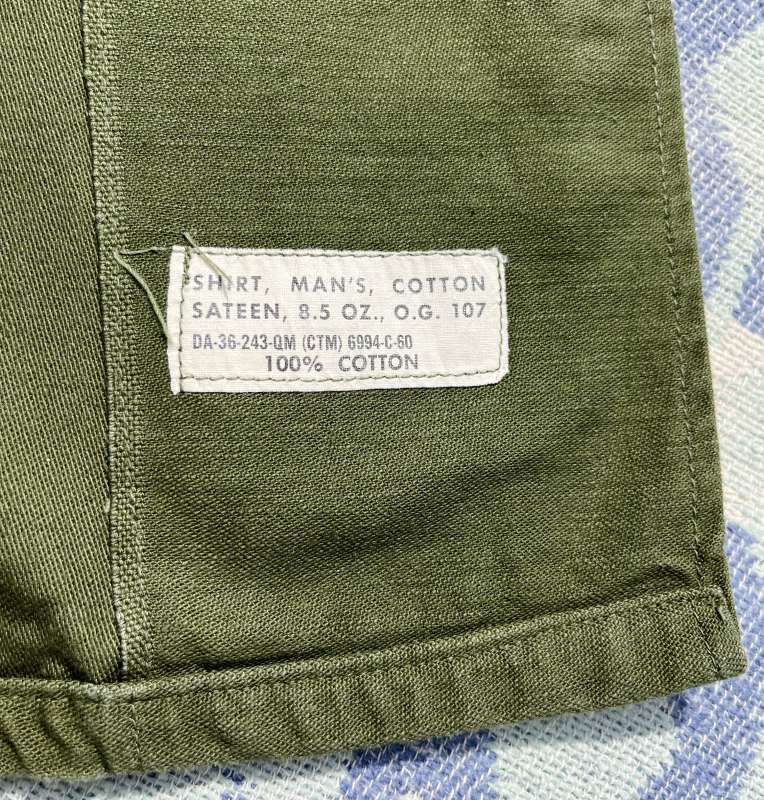 SHIRT, MAN'S, COTTON
SATEEN, 8.5 OZ., O.G. 107
DA-36-243-QM (CTM) 6994-C-60
100% COTTON